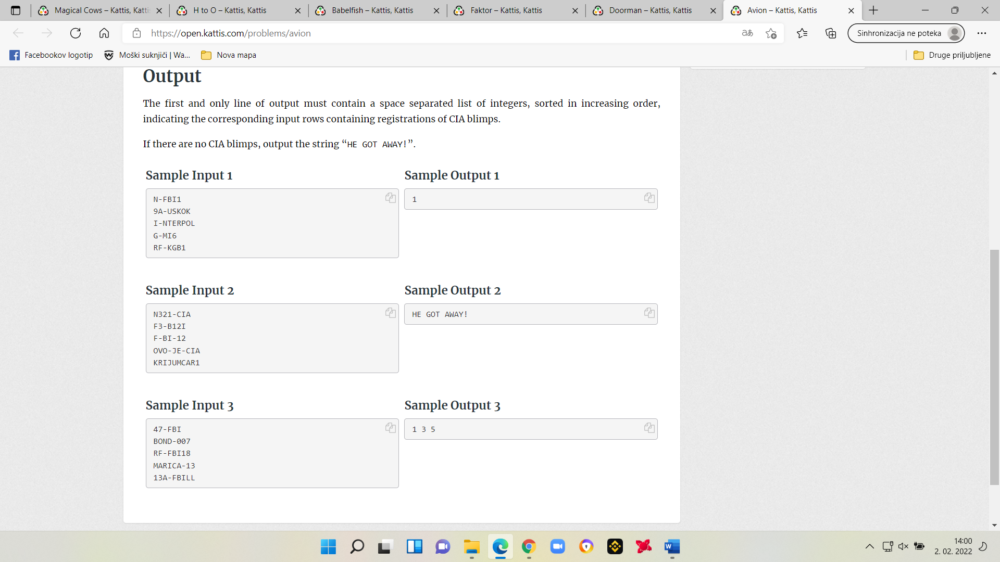 Magical Cows – Kattis, Katti
H to O – Kattis, Kattis
Babelfish – Kattis, Kattis
Faktor – Kattis, Kattis
Doorman – Kattis, Kattis
Avion – Kattis, Kattis
https://open.kattis.com/problems/avion
aあ
Sinhronizacija ne poteka
Facebookov logotip
Moški suknjiči | Wa...
Nova mapa
Druge priljubljene
Output
The first and only line of output must contain a space separated list of integers, sorted in increasing order,
indicating the corresponding input rows containing registrations of CIA blimps.
If there are no CIA blimps, output the string “HE GOT AWAY!”.
Sample Input 1
Sample Output 1
N-FBI1
9A-USKOK
I-NTERPOL
G-MI6
RF-KGB1
1
Sample Input 2
Sample Output 2
N321-CIA
F3-B12I
F-BI-12
OVO-JE-CIA
KRIJUMCAR1
HE GOT AWAY!
Sample Input 3
Sample Output 3
47-FBI
BOND-007
RF-FBI18
MARICA-13
13A-FBILL
1 3 5
14:00
2. 02. 2022